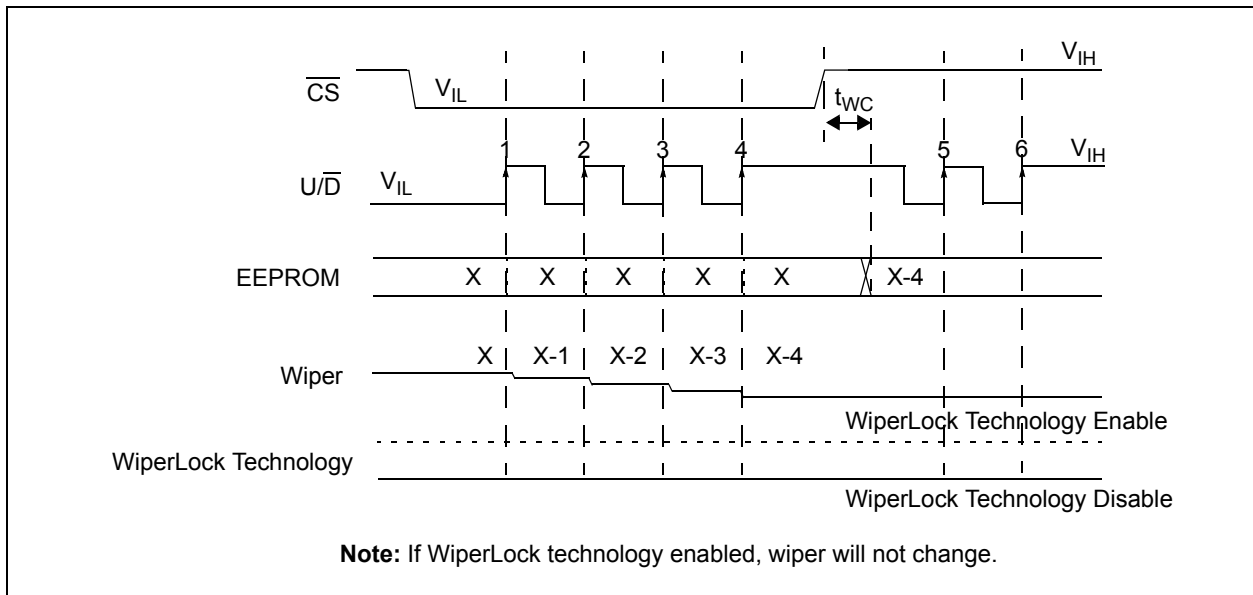 V_IH
CS
V_IL
t_WC
1 2 3 4 5 6
V_IH
U/D
V_IL
EEPROM
X X X X X X-4
X X-1 X-2 X-3 X-4
Wiper
WiperLock Technology Enable
WiperLock Technology
WiperLock Technology Disable
Note: If WiperLock technology enabled, wiper will not change.